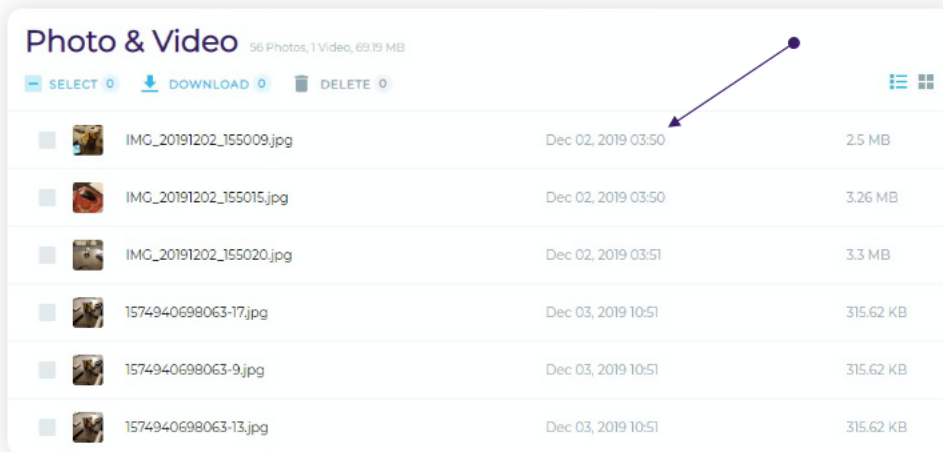 Photo & Video 56 Photos, 1 Video, 69.19 MB
SELECT 0 DOWNLOAD 0 DELETE 0
IMG_20191202_155009.jpg Dec 02, 2019 03:50 2.5 MB
IMG_20191202_155015.jpg Dec 02, 2019 03:50 3.26 MB
IMG_20191202_155020.jpg Dec 02, 2019 03:51 3.3 MB
1574940698063-17.jpg Dec 03, 2019 10:51 315.62 KB
1574940698063-9.jpg Dec 03, 2019 10:51 315.62 KB
1574940698063-13.jpg Dec 03, 2019 10:51 315.62 KB